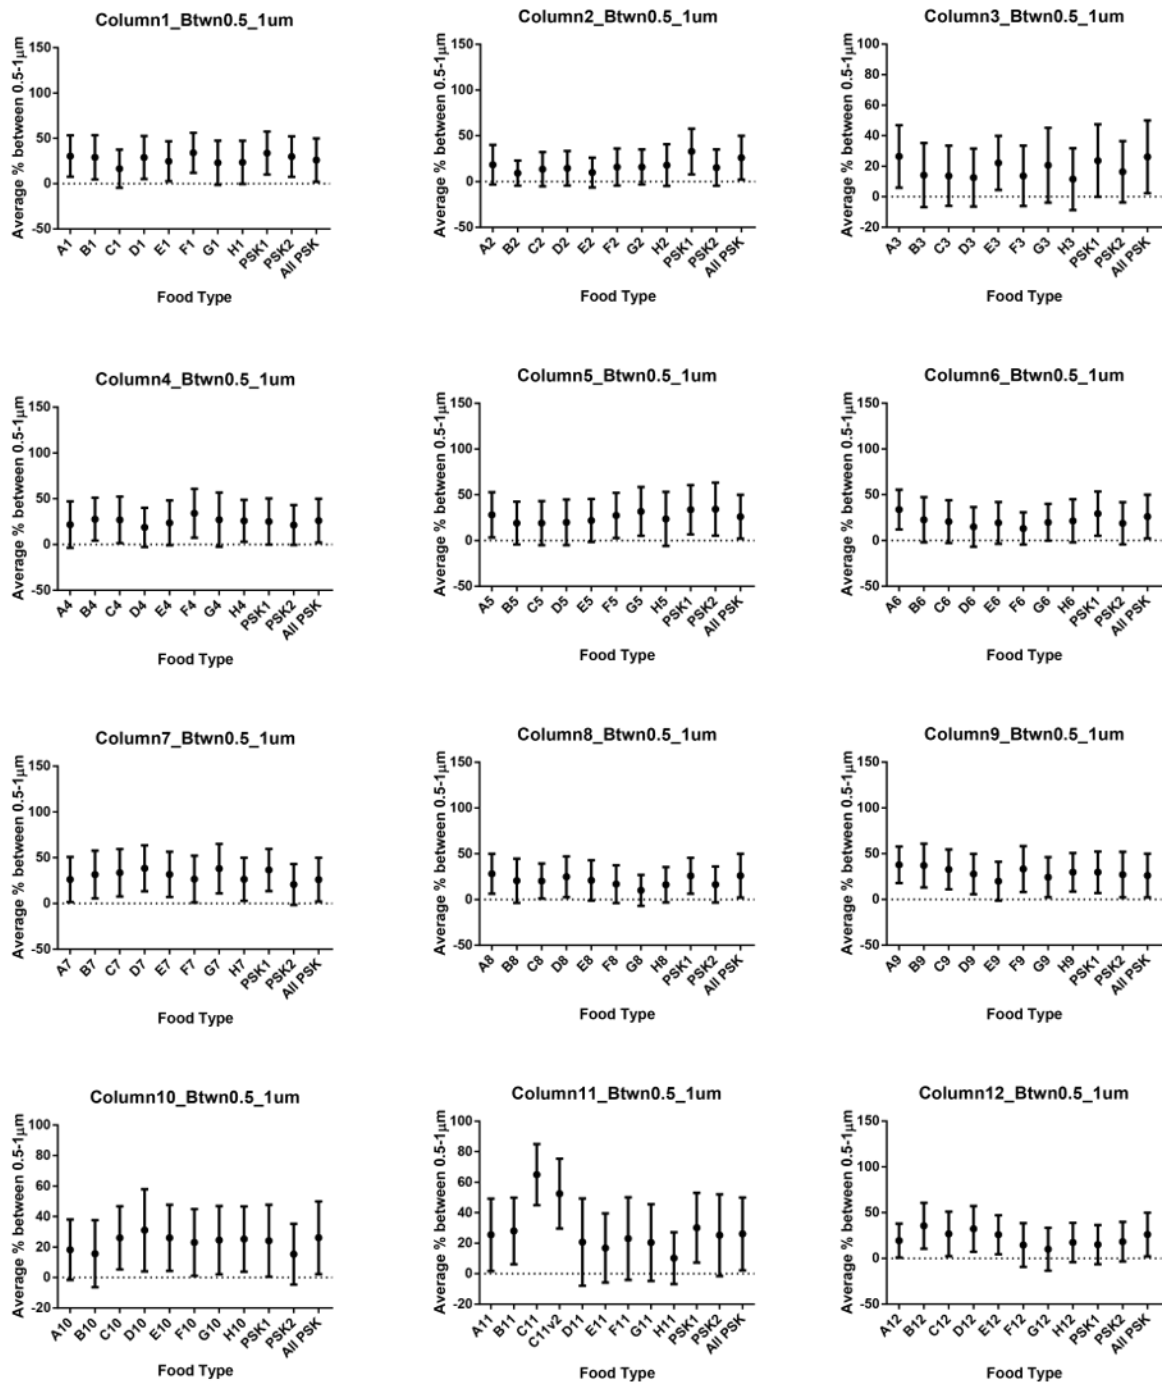 Column1_Btwn0.5_1um
Average % between 0.5-1μm
150
100
50
0
-50
A1 B1 C1 D1 E1 F1 G1 H1 PSK1 PSK2 All PSK
Food Type
Column2_Btwn0.5_1um
Average % between 0.5-1μm
150
100
50
0
-50
A2 B2 C2 D2 E2 F2 G2 H2 PSK1 PSK2 All PSK
Food Type
Column3_Btwn0.5_1um
Average % between 0.5-1μm
100
80
60
40
20
0
-20
A3 B3 C3 D3 E3 F3 G3 H3 PSK1 PSK2 All PSK
Food Type
Column4_Btwn0.5_1um
Average % between 0.5-1μm
150
100
50
0
-50
A4 B4 C4 D4 E4 F4 G4 H4 PSK1 PSK2 All PSK
Food Type
Column5_Btwn0.5_1um
Average % between 0.5-1μm
150
100
50
0
-50
A5 B5 C5 D5 E5 F5 G5 H5 PSK1 PSK2 All PSK
Food Type
Column6_Btwn0.5_1um
Average % between 0.5-1μm
150
100
50
0
-50
A6 B6 C6 D6 E6 F6 G6 H6 PSK1 PSK2 All PSK
Food Type
Column7_Btwn0.5_1um
Average % between 0.5-1μm
150
100
50
0
-50
A7 B7 C7 D7 E7 F7 G7 H7 PSK1 PSK2 All PSK
Food Type
Column8_Btwn0.5_1um
Average % between 0.5-1μm
150
100
50
0
-50
A8 B8 C8 D8 E8 F8 G8 H8 PSK1 PSK2 All PSK
Food Type
Column9_Btwn0.5_1um
Average % between 0.5-1μm
150
100
50
0
-50
A9 B9 C9 D9 E9 F9 G9 H9 PSK1 PSK2 All PSK
Food Type
Column10_Btwn0.5_1um
Average % between 0.5-1μm
100
80
60
40
20
0
-20
A10 B10 C10 D10 E10 F10 G10 H10 PSK1 PSK2 All PSK
Food Type
Column11_Btwn0.5_1um
Average % between 0.5-1μm
100
80
60
40
20
0
-20
A11 B11 C11 C11v2 D11 E11 F11 G11 H11 PSK1 PSK2 All PSK
Food Type
Column12_Btwn0.5_1um
Average % between 0.5-1μm
150
100
50
0
-50
A12 B12 C12 D12 E12 F12 G12 H12 PSK1 PSK2 All PSK
Food Type